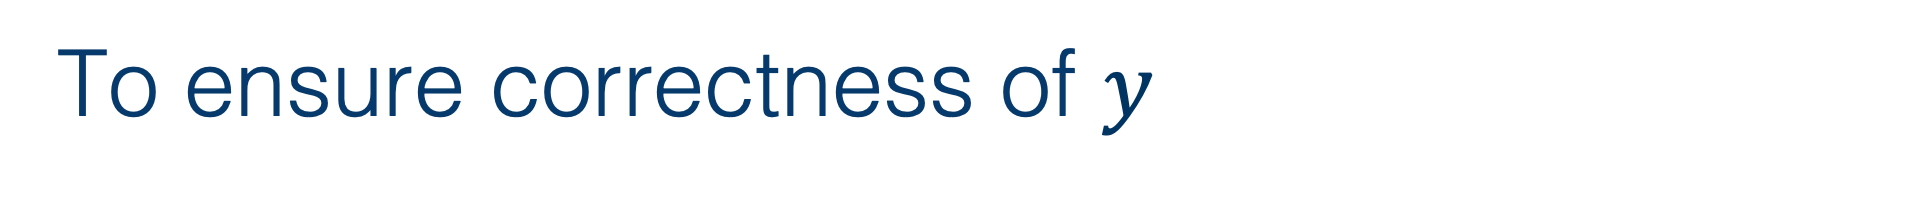 To ensure correctness of y